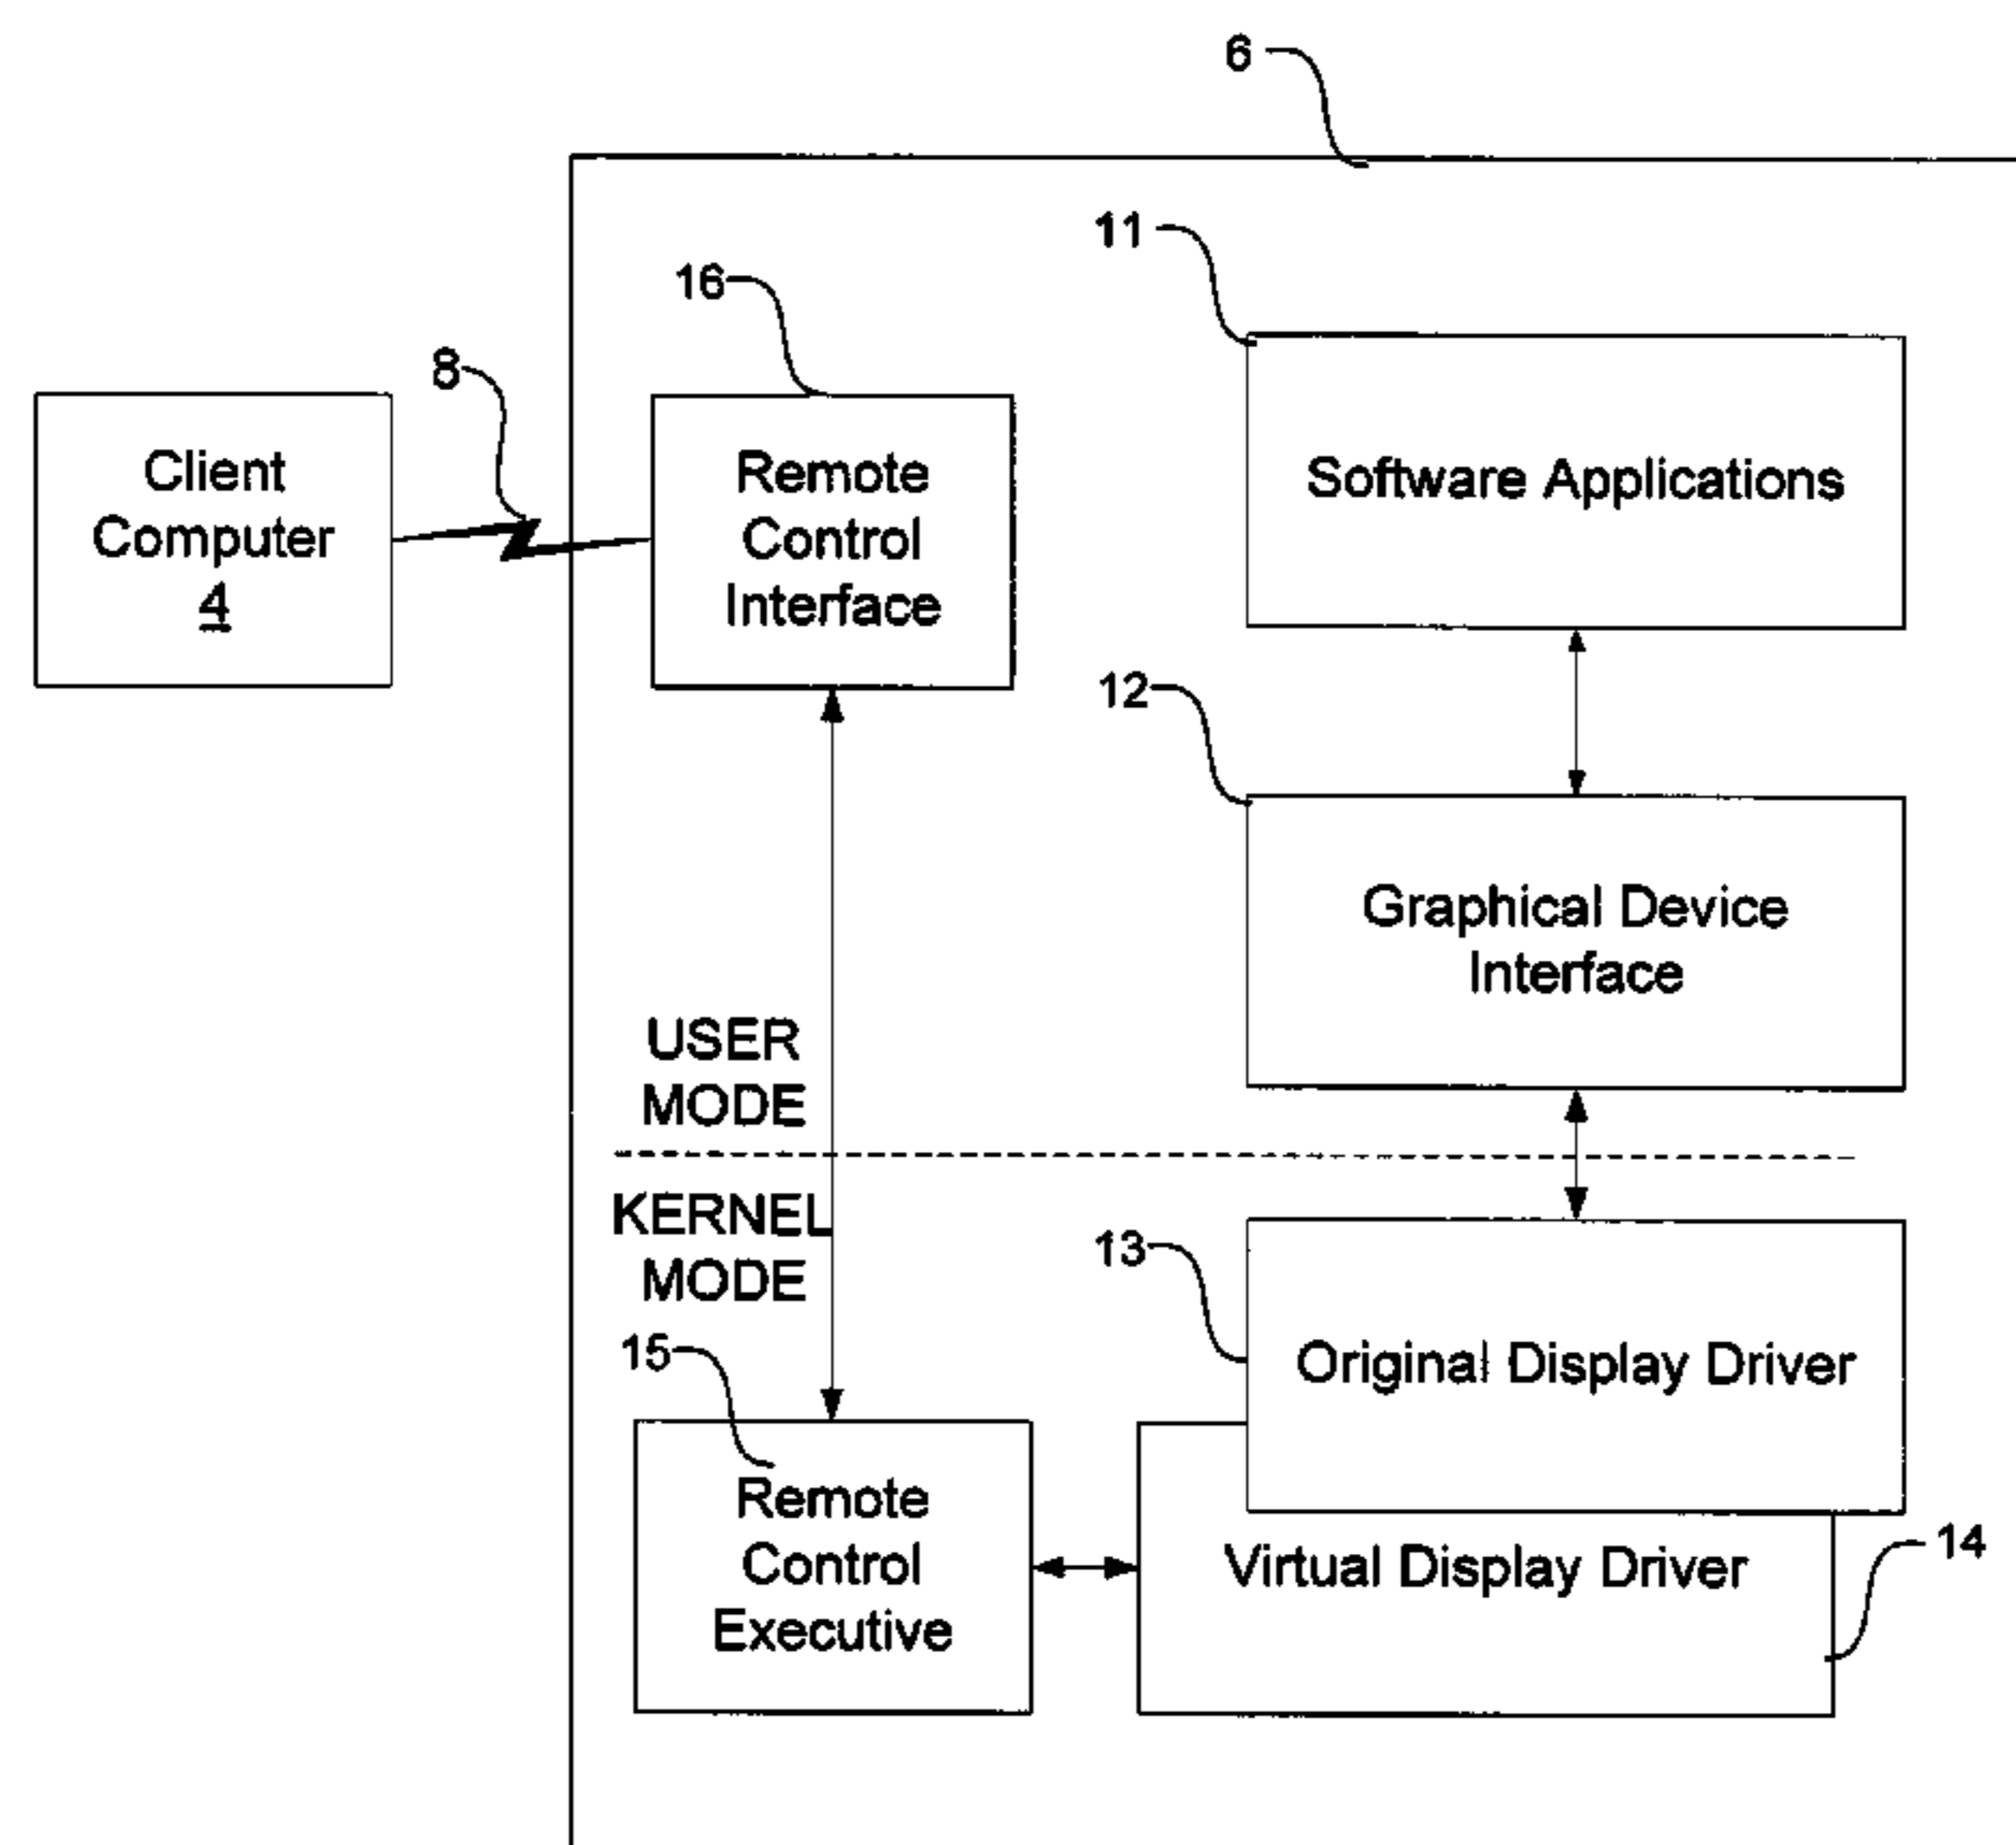 6
11
16
8
Client
Computer
4
Remote
Control
Interface
Software Applications
12
Graphical Device
Interface
USER
MODE
KERNEL
MODE
13
15
Original Display Driver
Remote
Control
Executive
Virtual Display Driver
14